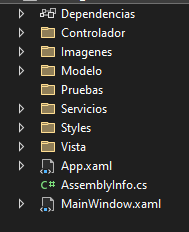 Dependencias
Controlador
Imagenes
Modelo
Pruebas
Servicios
Styles
Vista
App.xaml
C# AssemblyInfo.cs
MainWindow.xaml